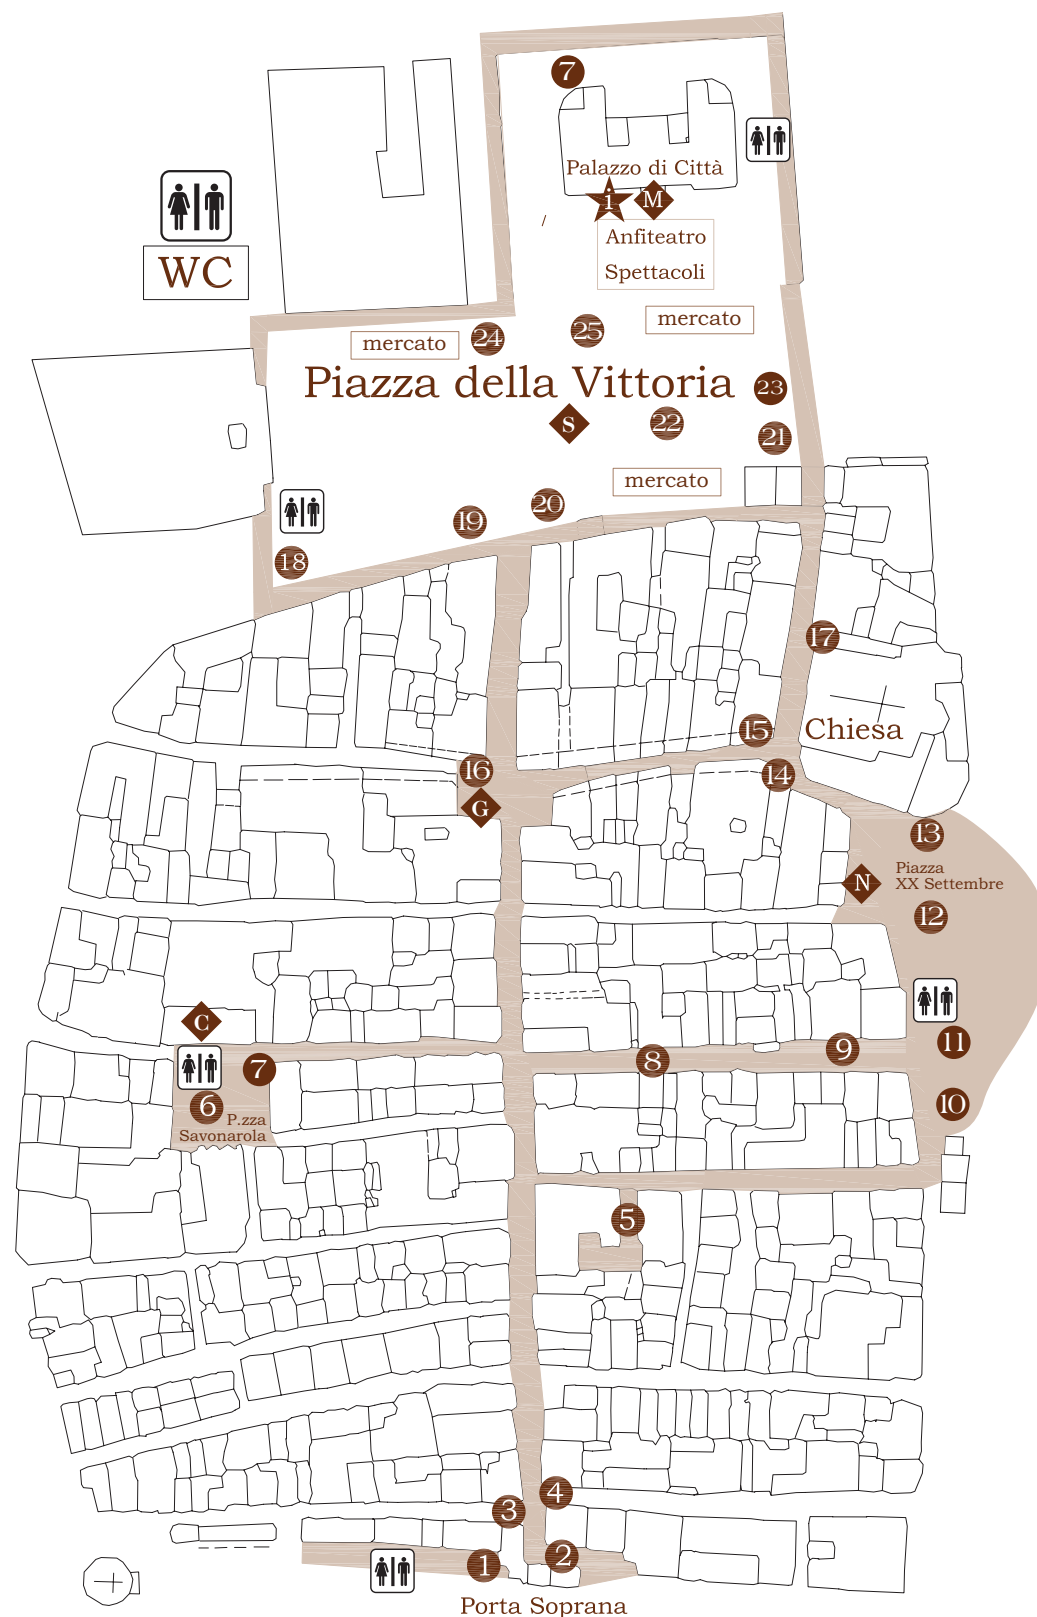 7
Palazzo di Città
i
M
Anfiteatro
Spettacoli
WC
mercato
24
25
mercato
Piazza della Vittoria
23
S
22
21
mercato
20
19
18
17
15
Chiesa
16
14
G
13
Piazza
XX Settembre
N
12
C
11
9
8
7
6
P.zza
Savonarola
10
5
4
3
2
1
Porta Soprana